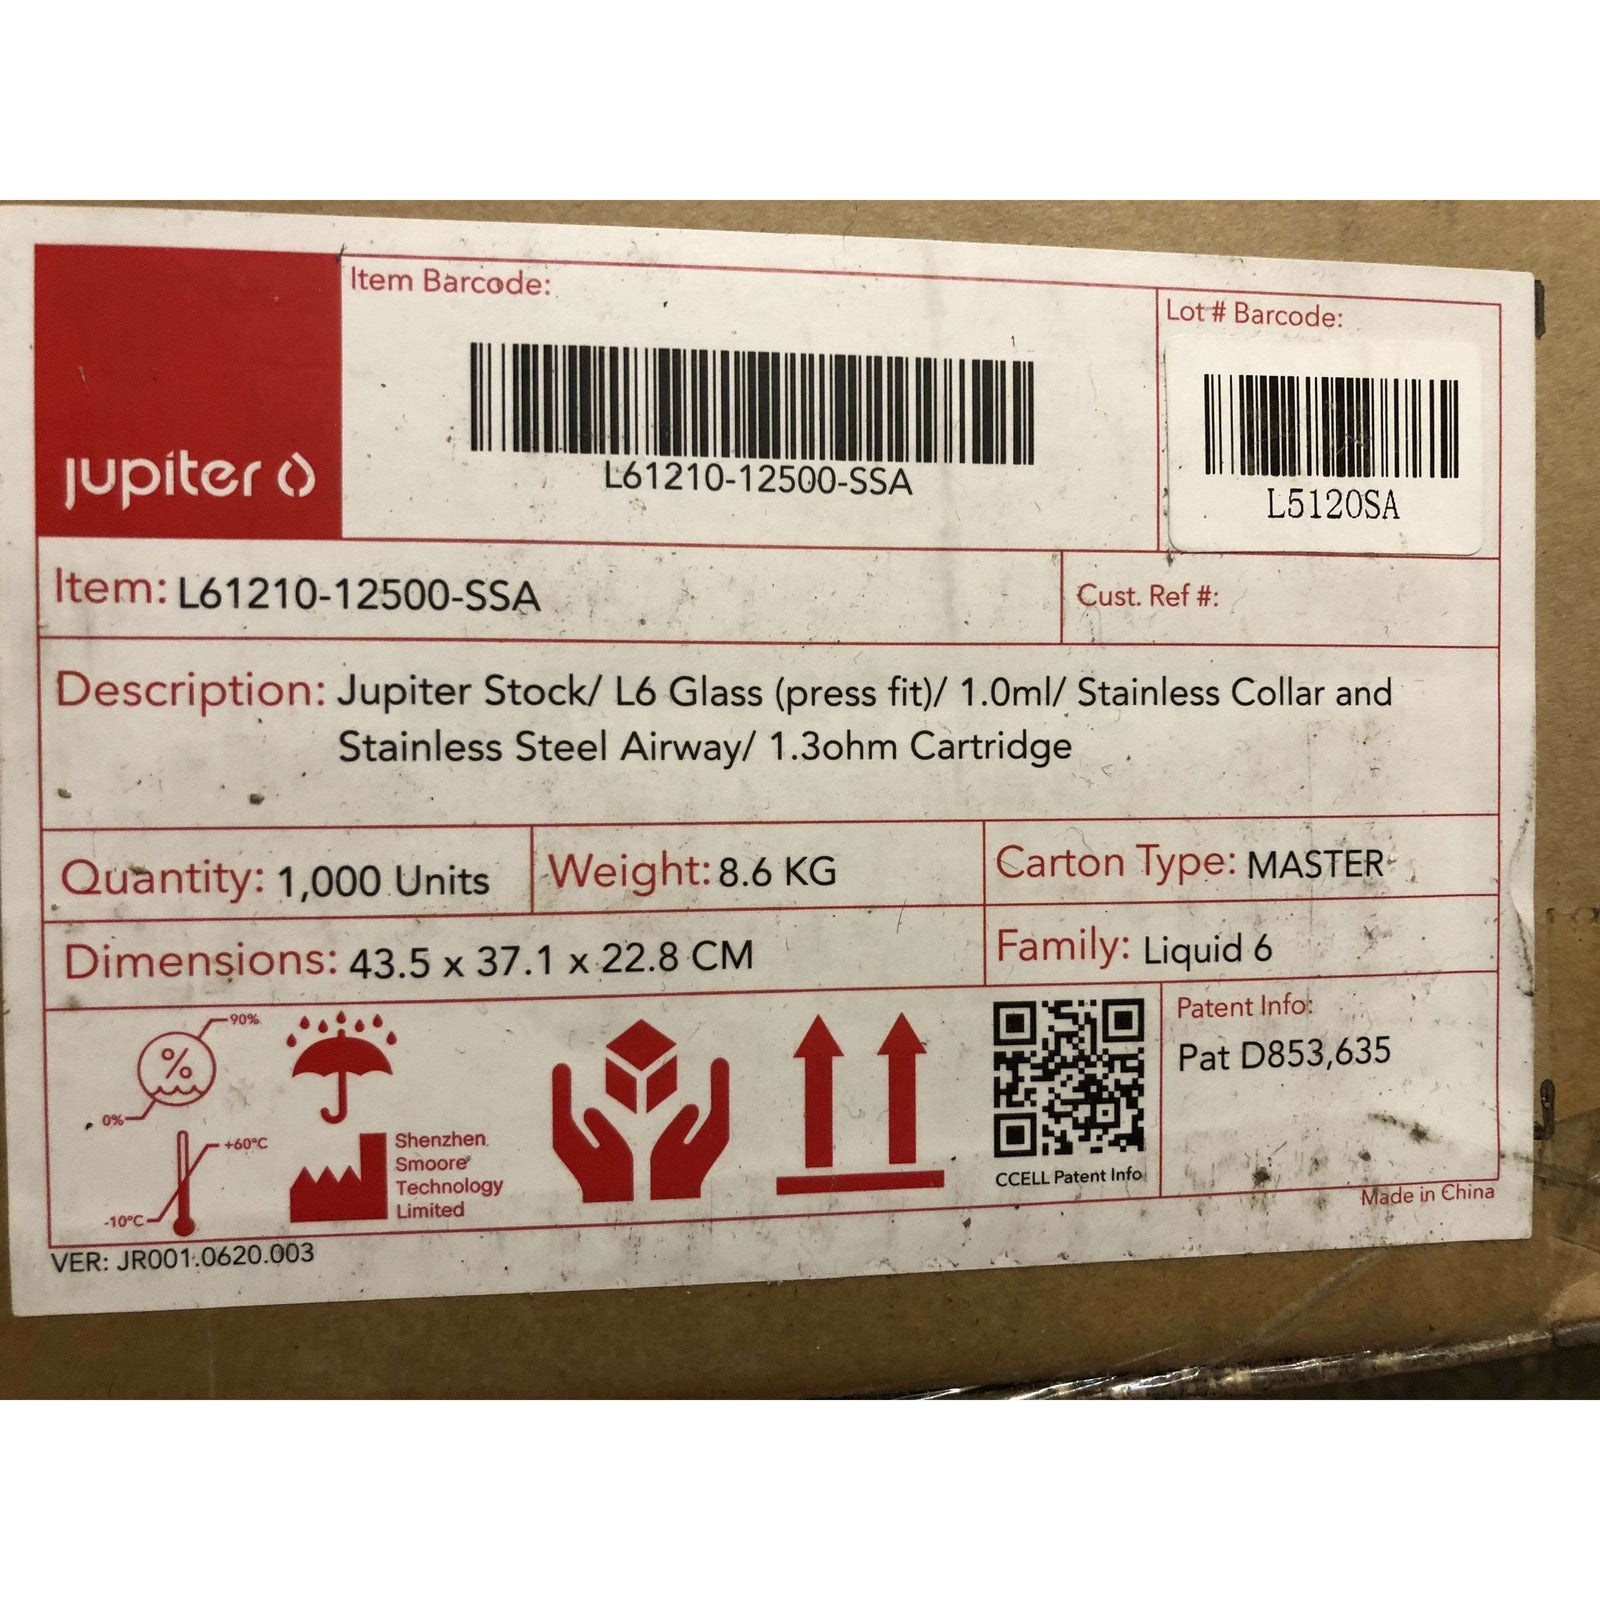 jupiter
Item Barcode:
L61210-12500-SSA
Lot # Barcode:
L5120SA
Item: L61210-12500-SSA
Cust. Ref #:
Description: Jupiter Stock/ L6 Glass (press fit)/ 1.0ml/ Stainless Collar and
Stainless Steel Airway/ 1.3ohm Cartridge
Quantity: 1,000 Units
Weight: 8.6 KG
Carton Type: MASTER
Dimensions: 43.5 x 37.1 x 22.8 CM
Family: Liquid 6
90%
%
0%
+60°C
-10°C
Shenzhen
Smoore
Technology
Limited
CCELL Patent Info
Patent Info:
Pat D853,635
Made in China
VER: JR001.0620.003